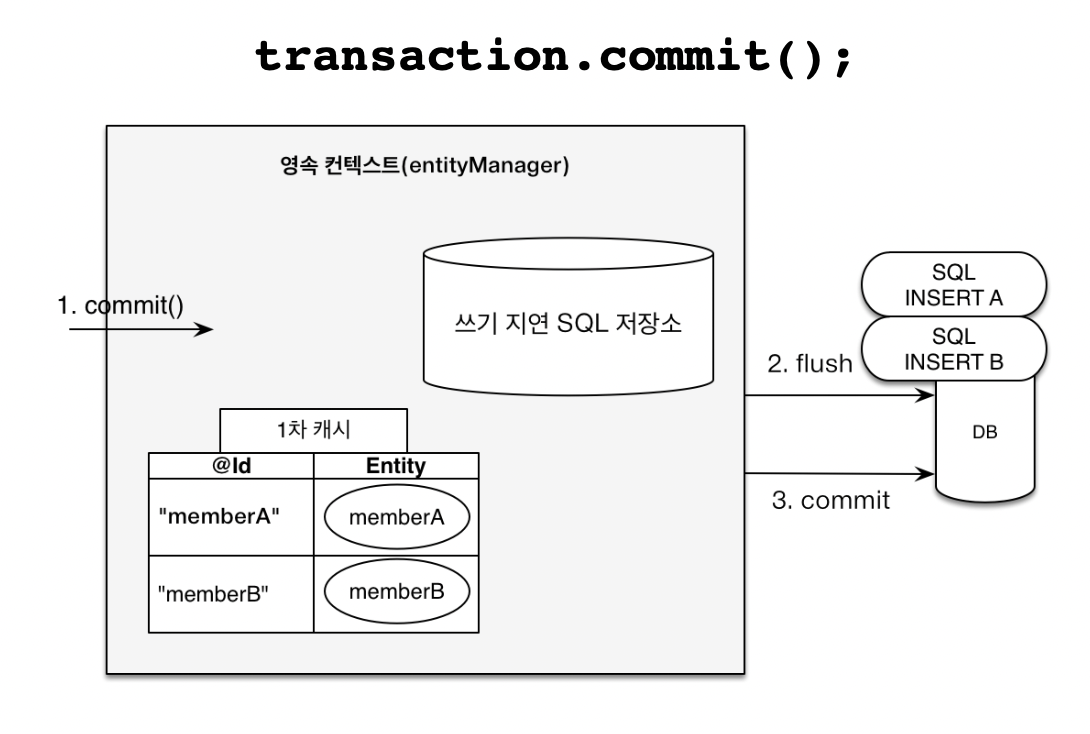 transaction.commit();
영속 컨텍스트(entityManager)
1. commit()
쓰기 지연 SQL 저장소
SQL
INSERT A
SQL
INSERT B
2. flush
DB
3. commit
1차 캐시
@Id
Entity
"memberA"
memberA
"memberB"
memberB